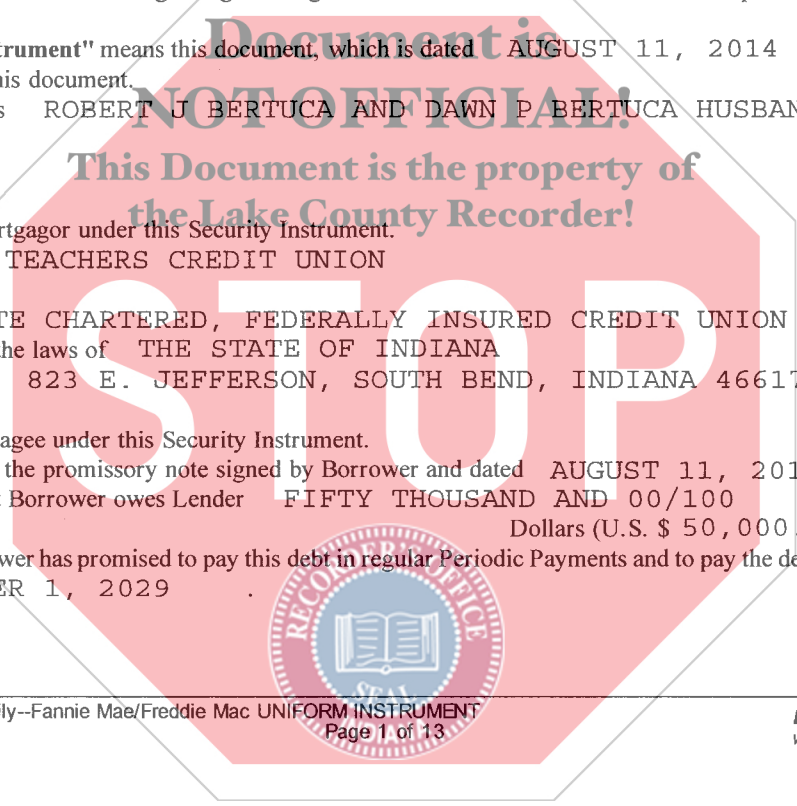 Document is
trument" means this document, which is dated AUGUST 11, 2014
his document.
s ROBERT J BERTUCA AND DAWN P BERTUCA HUSBAN
NOT OFFICIAL!
This Document is the property of
the Lake County Recorder!
rtgagor under this Security Instrument.
TEACHERS CREDIT UNION
STOP
TE CHARTERED, FEDERALLY INSURED CREDIT UNION
the laws of THE STATE OF INDIANA
823 E. JEFFERSON, SOUTH BEND, INDIANA 46617
agee under this Security Instrument.
the promissory note signed by Borrower and dated AUGUST 11, 201
Borrower owes Lender FIFTY THOUSAND AND 00/100
Dollars (U.S. $ 50,000.
wer has promised to pay this debt in regular Periodic Payments and to pay the de
ER 1, 2029 .
RECORDER'S OFFICE
SEAL
INDIANA
ly--Fannie Mae/Freddie Mac UNIFORM INSTRUMENT
Page 1 of 13